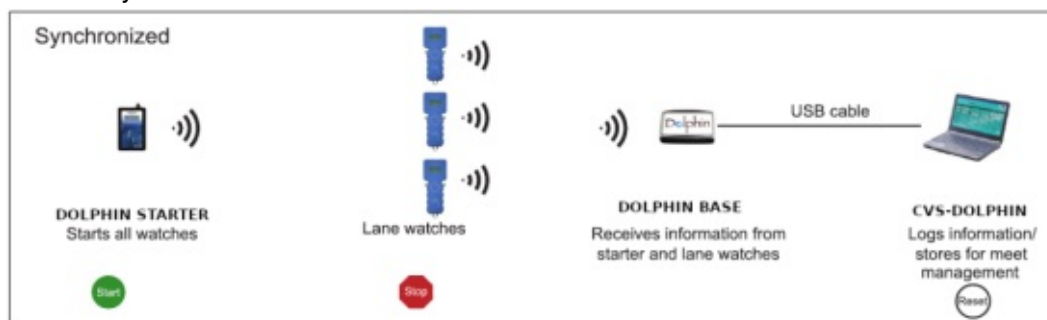 Synchronized
Dolphin
USB cable
DOLPHIN STARTER
Starts all watches
Lane watches
DOLPHIN BASE
Receives information from
starter and lane watches
CVS-DOLPHIN
Logs information/
stores for meet
management
Start
Stop
Reset